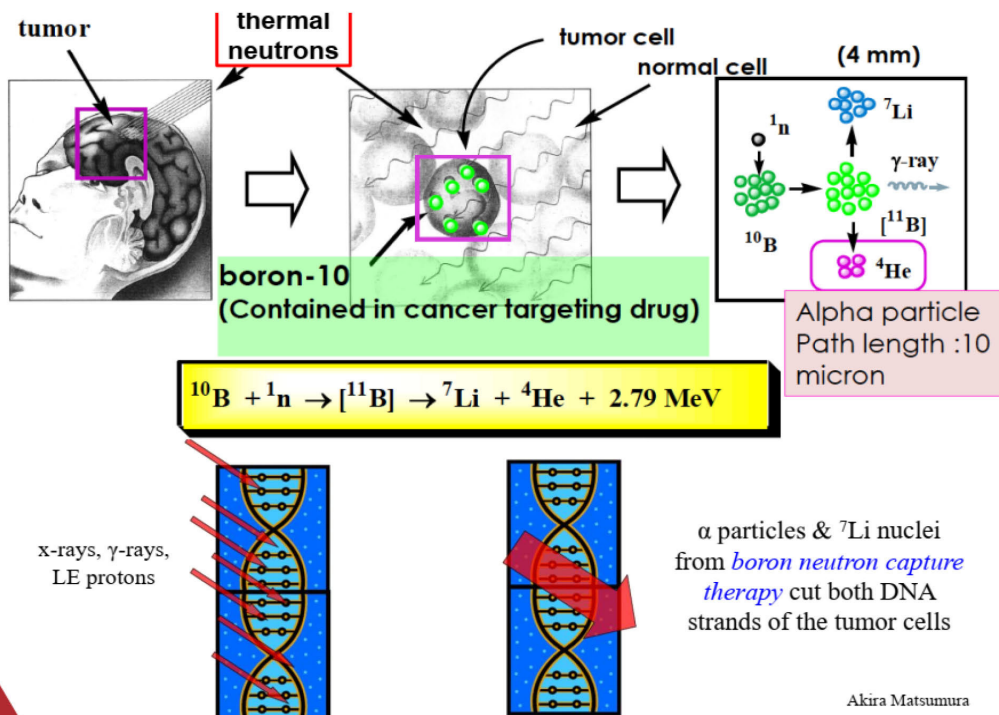 tumor
thermal
neutrons
tumor cell
normal cell
(4 mm)
⁷Li
¹n
γ-ray
¹⁰B
[¹¹B]
⁴He
boron-10
(Contained in cancer targeting drug)
Alpha particle
Path length :10
micron
¹⁰B + ¹n → [¹¹B] → ⁷Li + ⁴He + 2.79 MeV
x-rays, γ-rays,
LE protons
α particles & ⁷Li nuclei
from boron neutron capture
therapy cut both DNA
strands of the tumor cells
Akira Matsumura